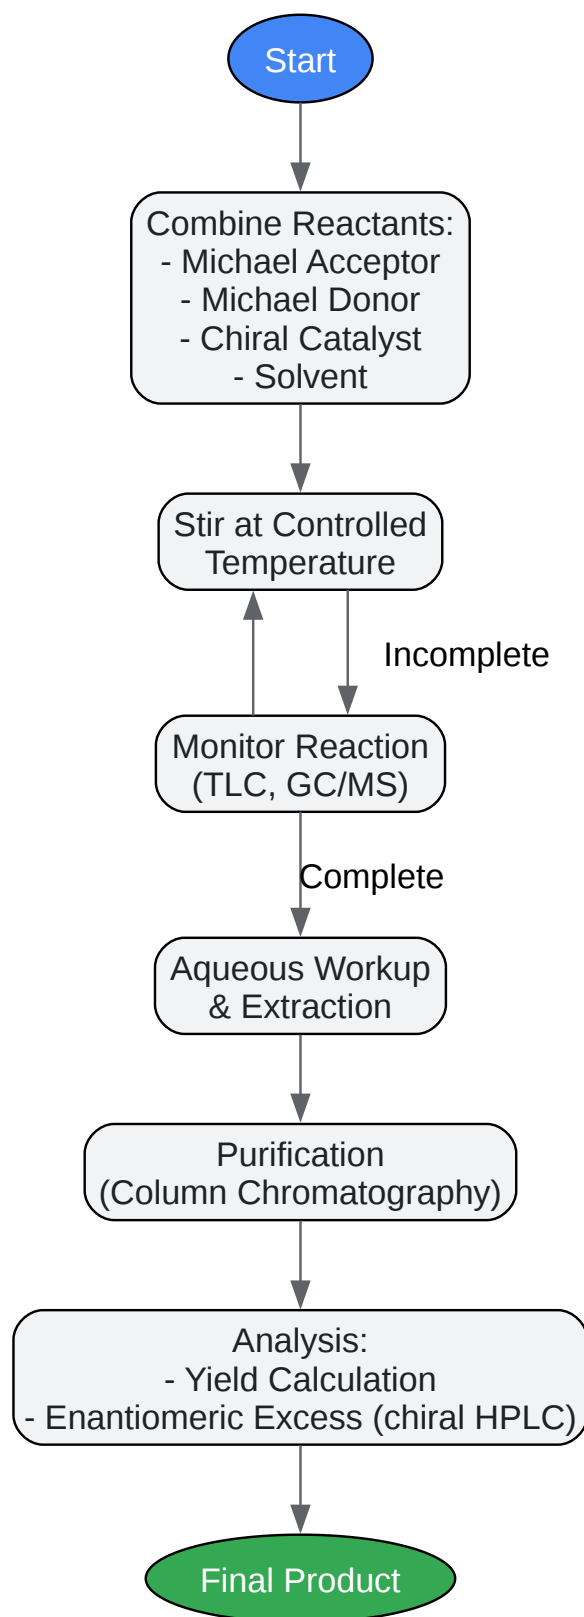 Start
Combine Reactants:
- Michael Acceptor
- Michael Donor
- Chiral Catalyst
- Solvent
Stir at Controlled
Temperature
Incomplete
Monitor Reaction
(TLC, GC/MS)
Complete
Aqueous Workup
& Extraction
Purification
(Column Chromatography)
Analysis:
- Yield Calculation
- Enantiomeric Excess (chiral HPLC)
Final Product